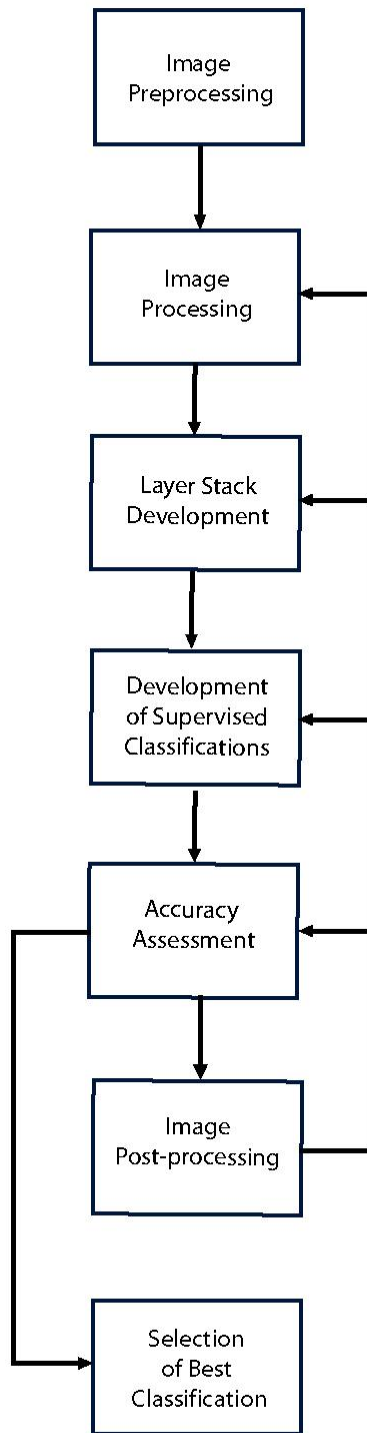 Image
Preprocessing
Image
Processing
Layer Stack
Development
Development
of Supervised
Classifications
Accuracy
Assessment
Image
Post-processing
Selection
of Best
Classification